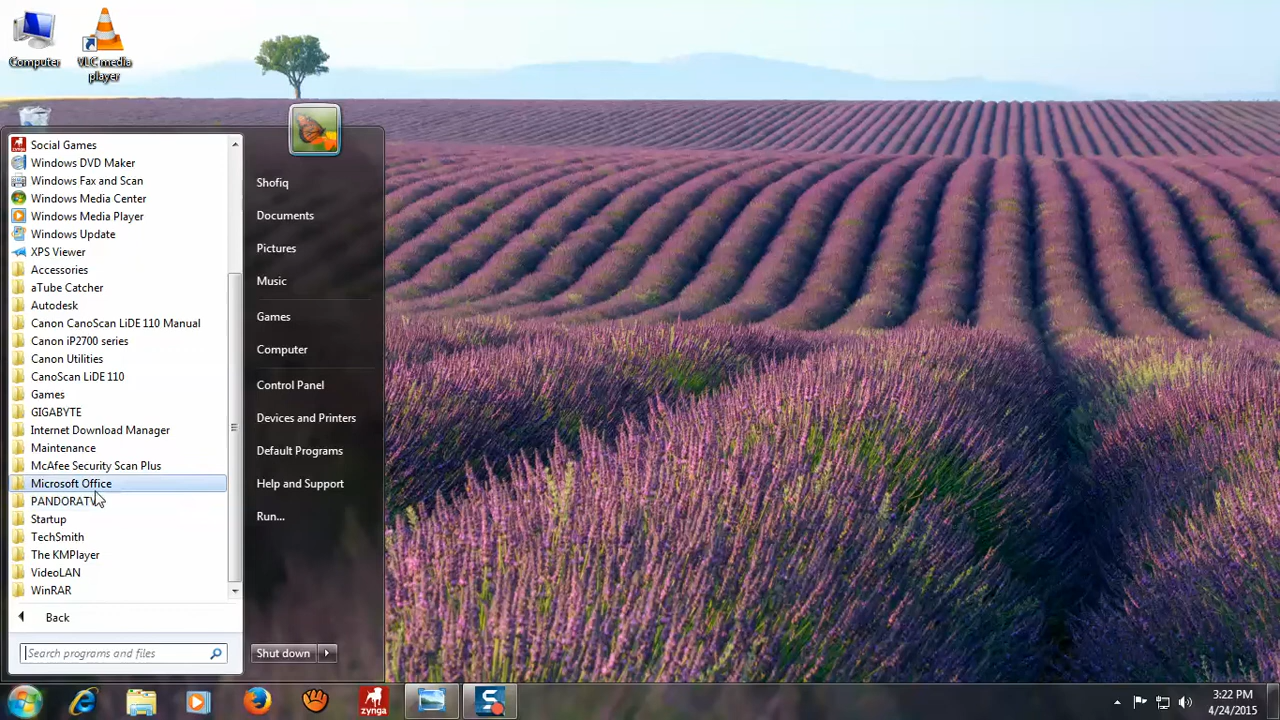 Computer
VLC media
player
Social Games
Windows DVD Maker
Windows Fax and Scan
Windows Media Center
Windows Media Player
Windows Update
XPS Viewer
Accessories
aTube Catcher
Autodesk
Canon CanoScan LiDE 110 Manual
Canon iP2700 series
Canon Utilities
CanoScan LiDE 110
Games
GIGABYTE
Internet Download Manager
Maintenance
McAfee Security Scan Plus
Microsoft Office
PANDORATV
Startup
TechSmith
The KMPlayer
VideoLAN
WinRAR
Back
Search programs and files
Shofiq
Documents
Pictures
Music
Games
Computer
Control Panel
Devices and Printers
Default Programs
Help and Support
Run...
Shut down
zynga
3:22 PM
4/24/2015